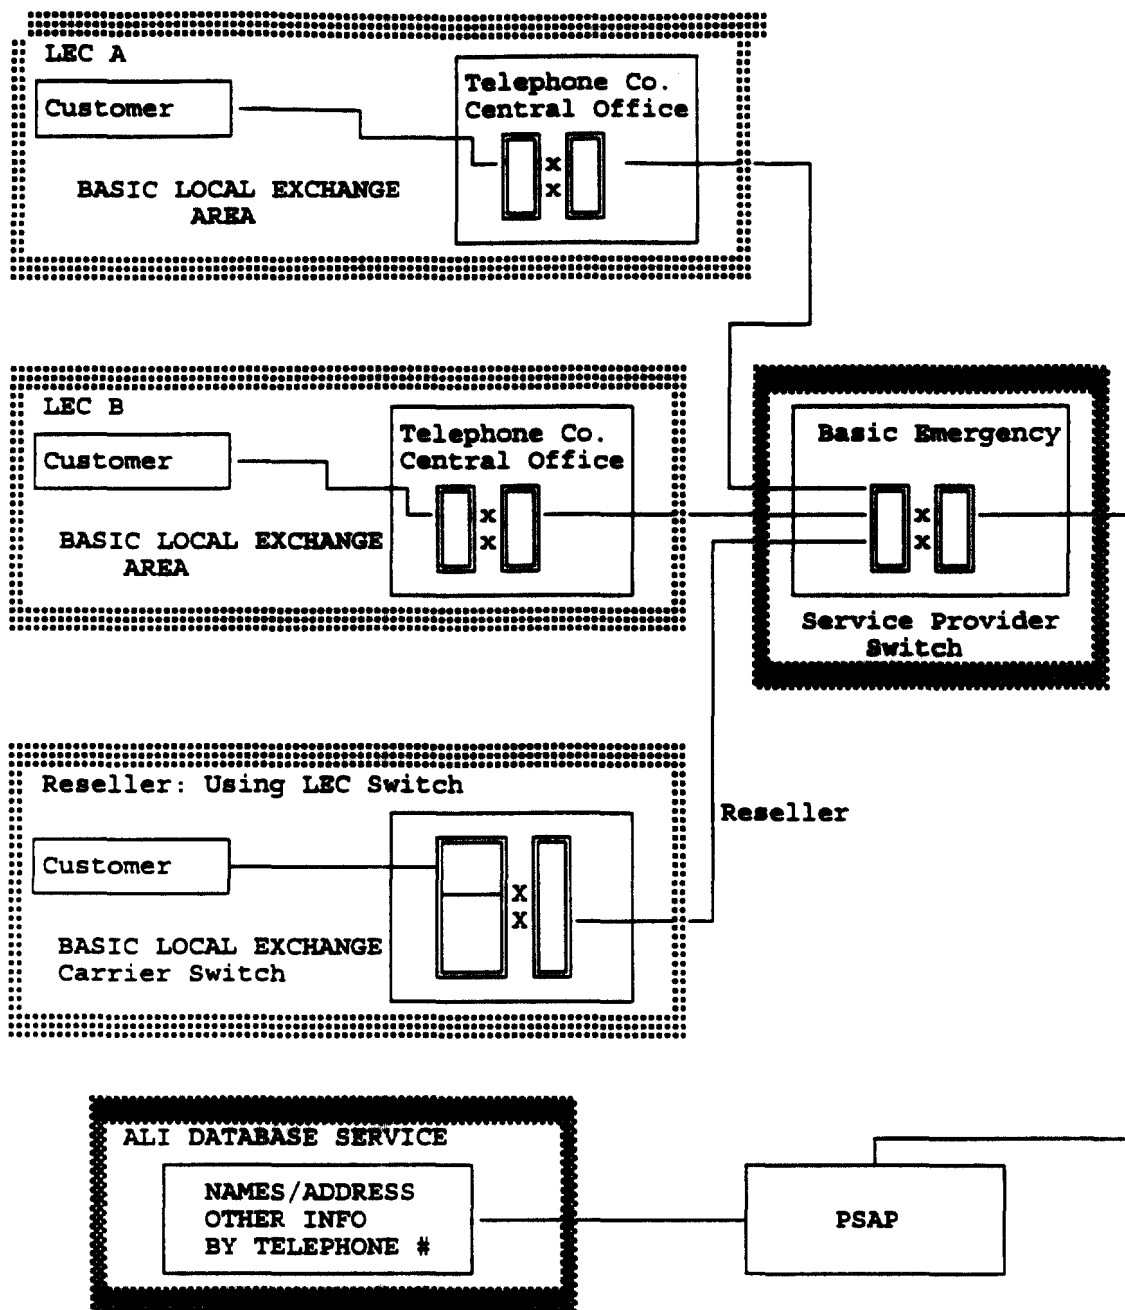 LEC A
Customer
Telephone Co.
Central Office
x
x
BASIC LOCAL EXCHANGE
AREA
LEC B
Customer
Telephone Co.
Central Office
x
x
BASIC LOCAL EXCHANGE
AREA
Basic Emergency
x
x
Service Provider
Switch
Reseller: Using LEC Switch
Customer
X
X
BASIC LOCAL EXCHANGE
Carrier Switch
Reseller
ALI DATABASE SERVICE
NAMES/ADDRESS
OTHER INFO
BY TELEPHONE #
PSAP